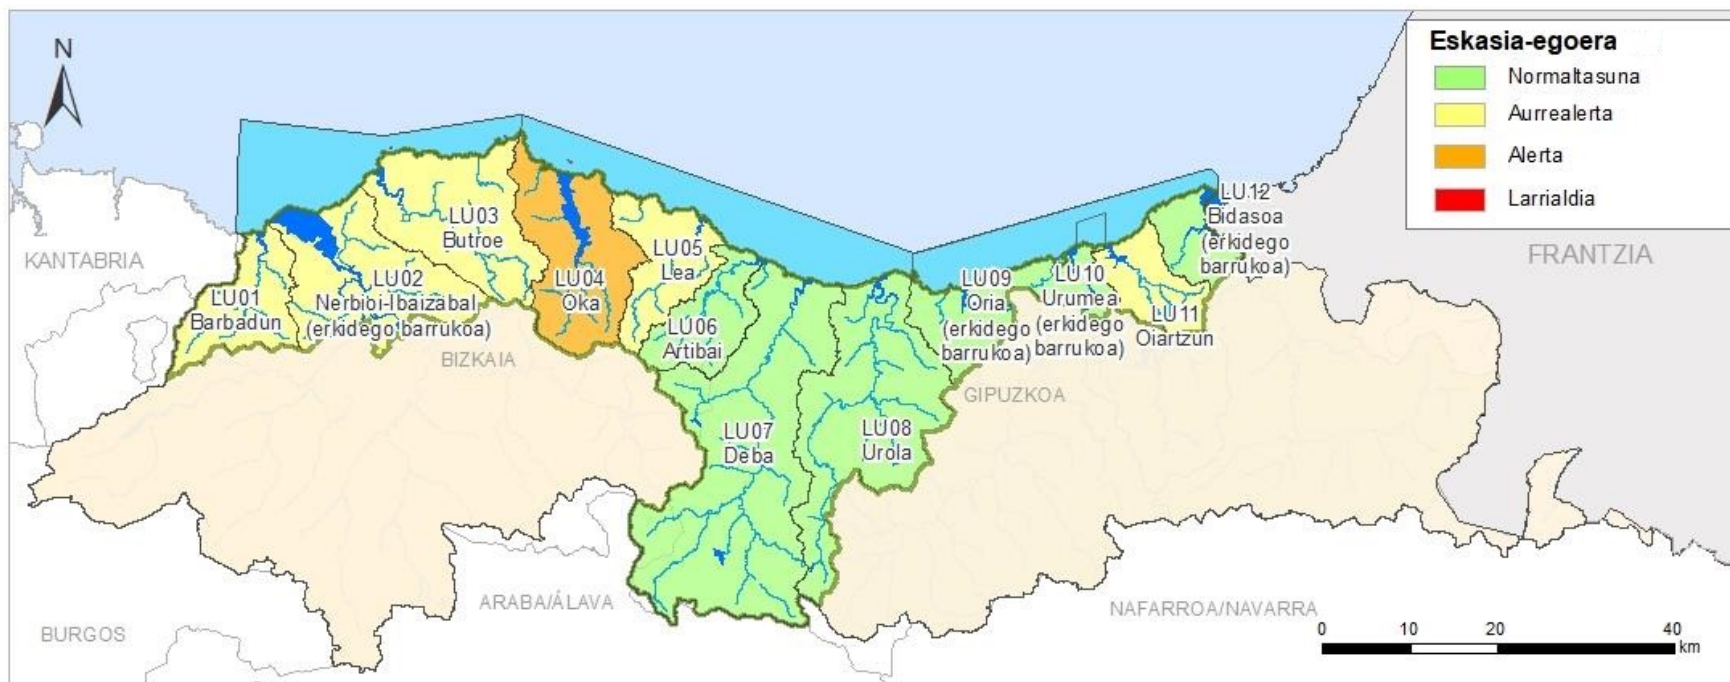 N
Eskasia-egoera
Normaltasuna
Aurrealerta
Alerta
Larrialdia
KANTABRIA
BURGOS
BIZKAIA
ARABA/ÁLAVA
GIPUZKOA
NAFARROA/NAVARRA
FRANTZIA
LU01
Barbadun
LU02
Nerbioi-Ibaizabal
(erkidego barrukoa)
LU03
Butroe
LU04
Oka
LU05
Lea
LU06
Artibai
LU07
Deba
LU08
Urola
LU09
Oria
(erkidego
barrukoa)
LU10
Urumea
(erkidego
barrukoa)
LU11
Oiartzun
LU12
Bidasoa
(erkidego
barrukoa)
0 10 20 40
km